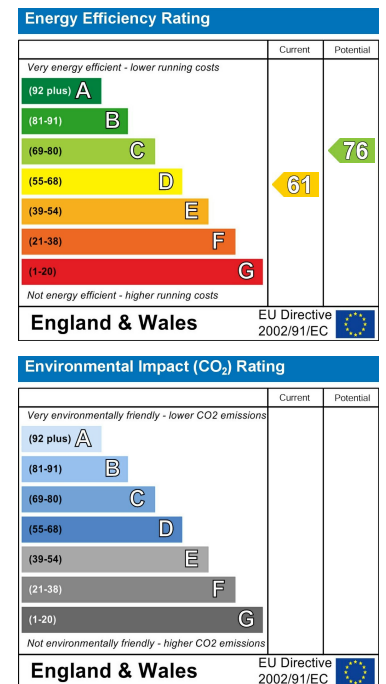 Energy Efficiency Rating
Current Potential
Very energy efficient - lower running costs
(92 plus) A
(81-91) B
(69-80) C 76
(55-68) D 61
(39-54) E
(21-38) F
(1-20) G
Not energy efficient - higher running costs
England & Wales EU Directive 2002/91/EC
Environmental Impact (CO₂) Rating
Current Potential
Very environmentally friendly - lower CO2 emissions
(92 plus) A
(81-91) B
(69-80) C
(55-68) D
(39-54) E
(21-38) F
(1-20) G
Not environmentally friendly - higher CO2 emissions
England & Wales EU Directive 2002/91/EC